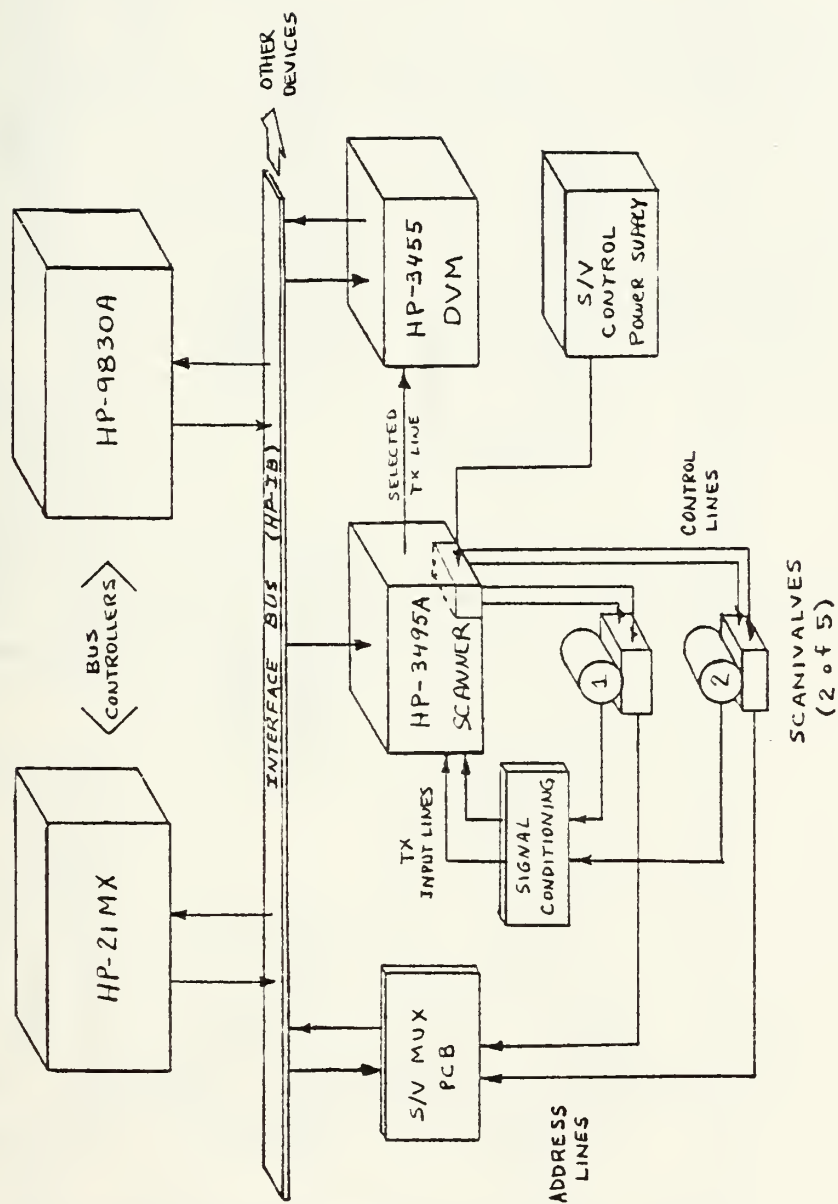 HP-21MX
BUS
CONTROLLERS
HP-9830A
INTERFACE BUS (HP-IB)
OTHER
DEVICES
S/V MUX
PCB
TX
INPUT LINES
HP-3495A
SCANNER
SELECTED
TX LINE
HP-3455
DVM
SIGNAL
CONDITIONING
S/V
CONTROL
POWER SUPPLY
ADDRESS
LINES
1
2
CONTROL
LINES
SCANIVALVES
(2 of 5)